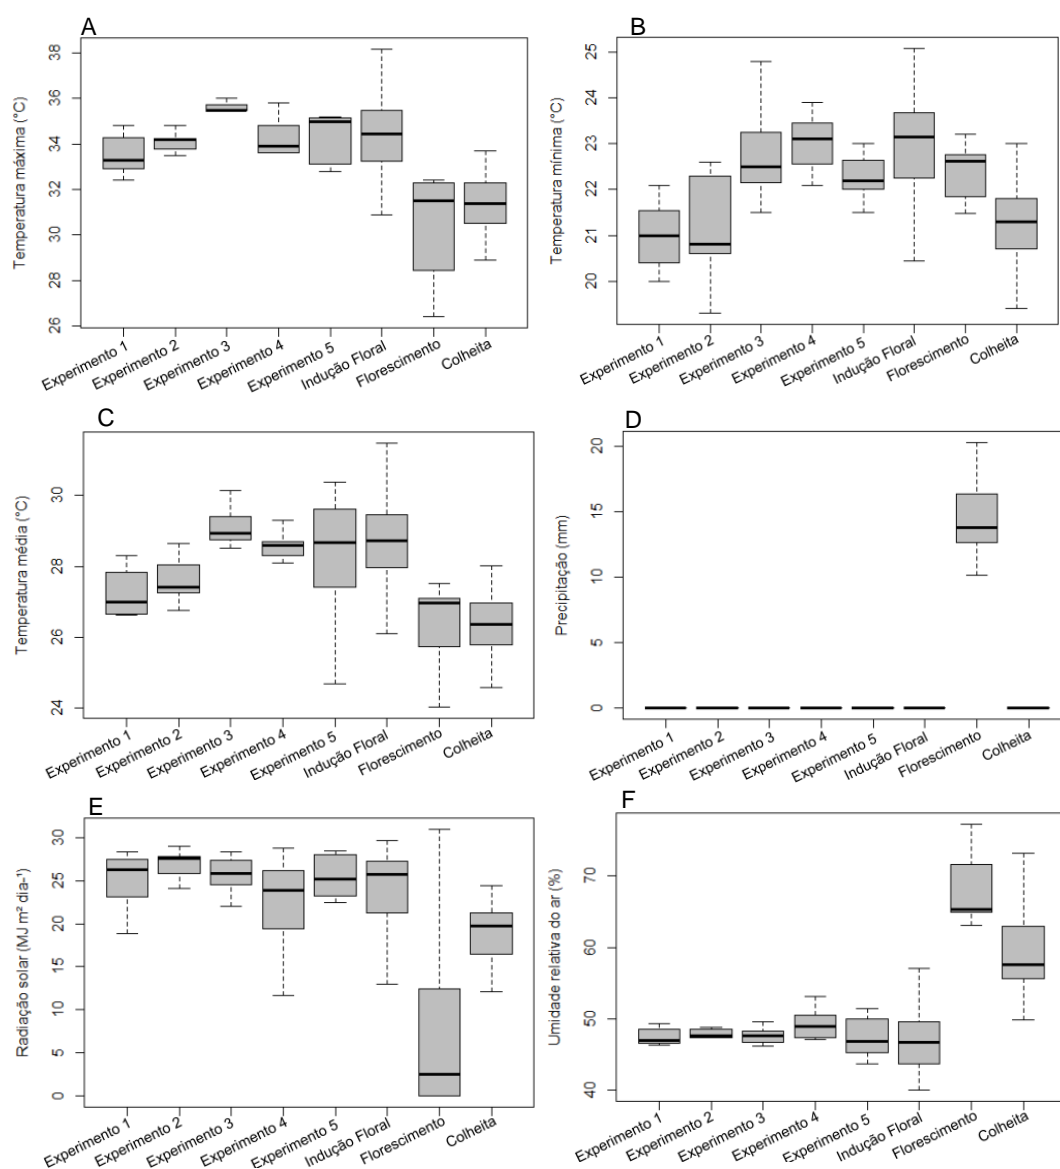 A
Temperatura máxima (°C)
38
36
34
32
30
28
26
Experimento 1
Experimento 2
Experimento 3
Experimento 4
Experimento 5
Indução Floral
Florescimento
Colheita
B
Temperatura mínima (°C)
25
24
23
22
21
20
Experimento 1
Experimento 2
Experimento 3
Experimento 4
Experimento 5
Indução Floral
Florescimento
Colheita
C
Temperatura média (°C)
30
28
26
24
Experimento 1
Experimento 2
Experimento 3
Experimento 4
Experimento 5
Indução Floral
Florescimento
Colheita
D
Precipitação (mm)
20
15
10
5
0
Experimento 1
Experimento 2
Experimento 3
Experimento 4
Experimento 5
Indução Floral
Florescimento
Colheita
E
Radiação solar (MJ m² dia-¹)
30
25
20
15
10
5
0
Experimento 1
Experimento 2
Experimento 3
Experimento 4
Experimento 5
Indução Floral
Florescimento
Colheita
F
Umidade relativa do ar (%)
70
60
50
40
Experimento 1
Experimento 2
Experimento 3
Experimento 4
Experimento 5
Indução Floral
Florescimento
Colheita